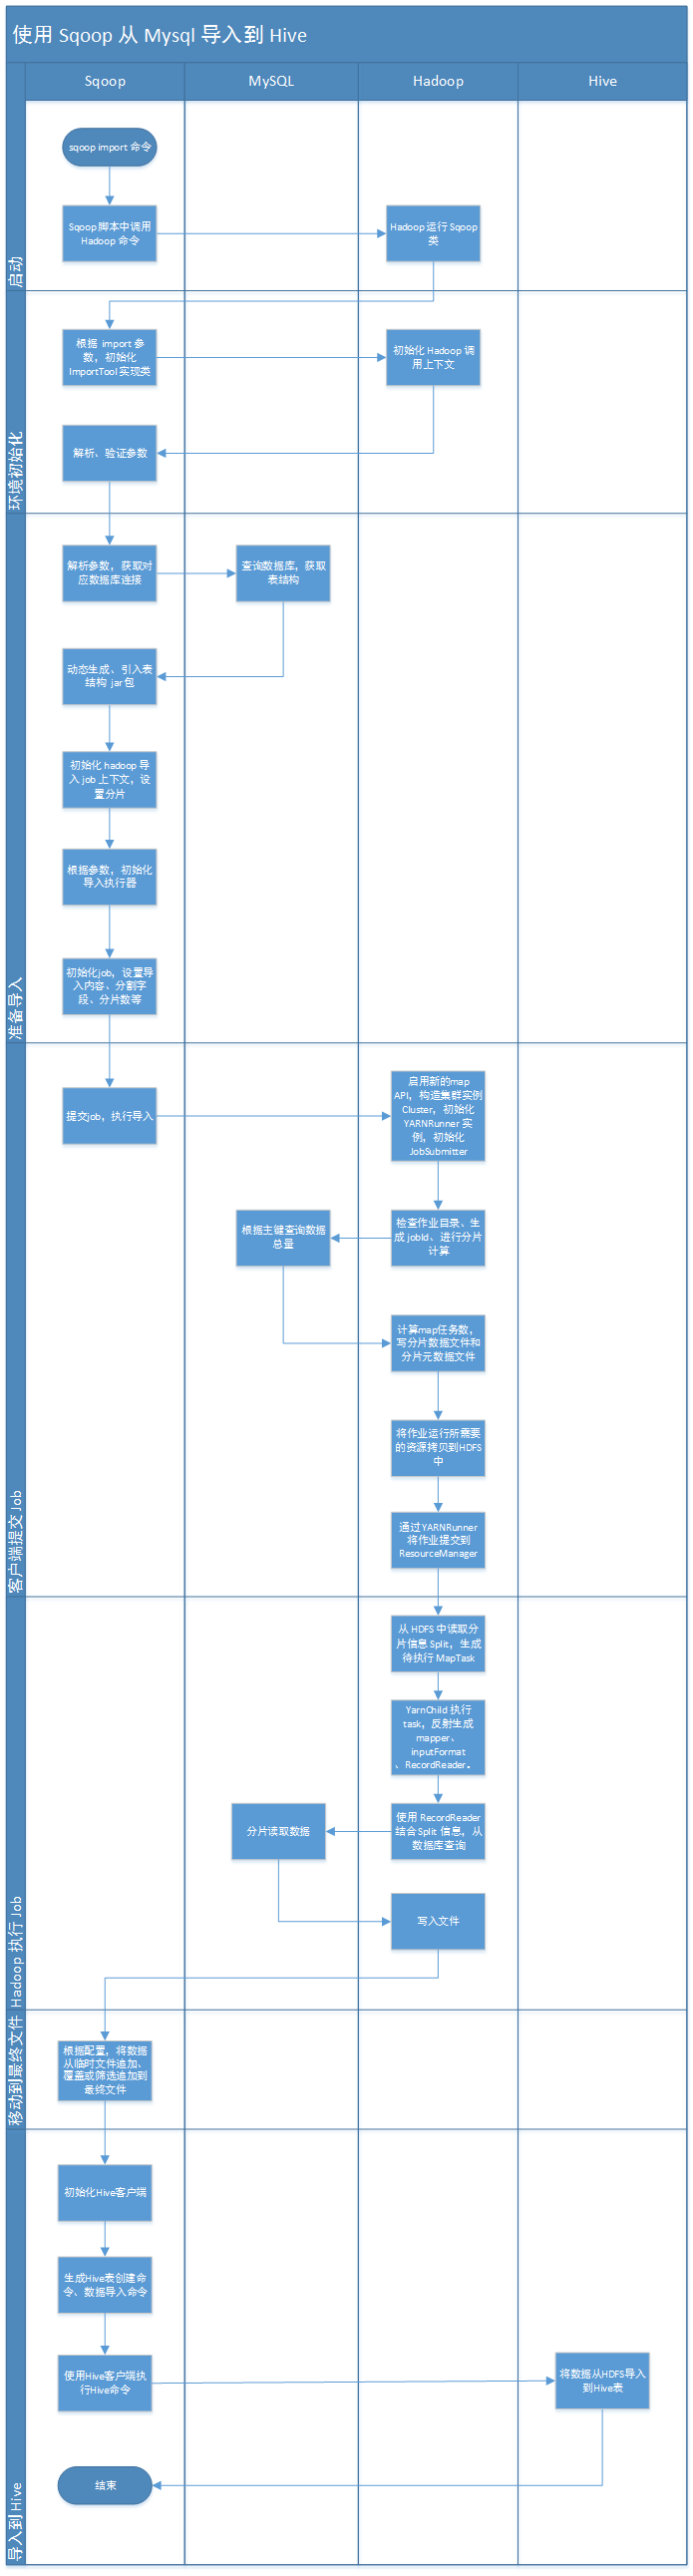 使用 Sqoop 从 Mysql 导入到 Hive
Sqoop
MySQL
Hadoop
Hive
启动
sqoop import 命令
Sqoop 脚本中调用
Hadoop 命令
Hadoop 运行 Sqoop
类
环境初始化
根据 import 参
数，初始化
ImportTool 实现类
初始化 Hadoop 调
用上下文
解析、验证参数
准备导入
解析参数，获取对
应数据库连接
查询数据库，获取
表结构
动态生成、引入表
结构 jar包
初始化 hadoop 导
入 job 上下文，设
置分片
根据参数，初始化
导入执行器
初始化job，设置导
入内容、分割字
段、分片数等
客户端提交 Job
提交job，执行导入
启用新的map
API，构造集群实例
Cluster，初始化
YARNRunner 实
例，初始化
JobSubmitter
检查作业目录、生
成 jobId、进行分片
计算
根据主键查询数据
总量
计算map任务数，
写分片数据文件和
分片元数据文件
将作业运行所需要
的资源拷贝到HDFS
中
通过YARNRunner
将作业提交到
ResourceManager
Hadoop 执行 Job
从 HDFS 中读取分
片信息 Split，生成
待执行 MapTask
YarnChild 执行
task，反射生成
mapper、
inputFormat
、RecordReader。
使用 RecordReader
结合Split 信息，从
数据库查询
分片读取数据
写入文件
移动到最终文件
根据配置，将数据
从临时文件追加、
覆盖或筛选追加到
最终文件
导入到 Hive
初始化Hive客户端
生成Hive表创建命
令、数据导入命令
使用Hive客户端执
行Hive命令
将数据从HDFS导入
到Hive表
结束